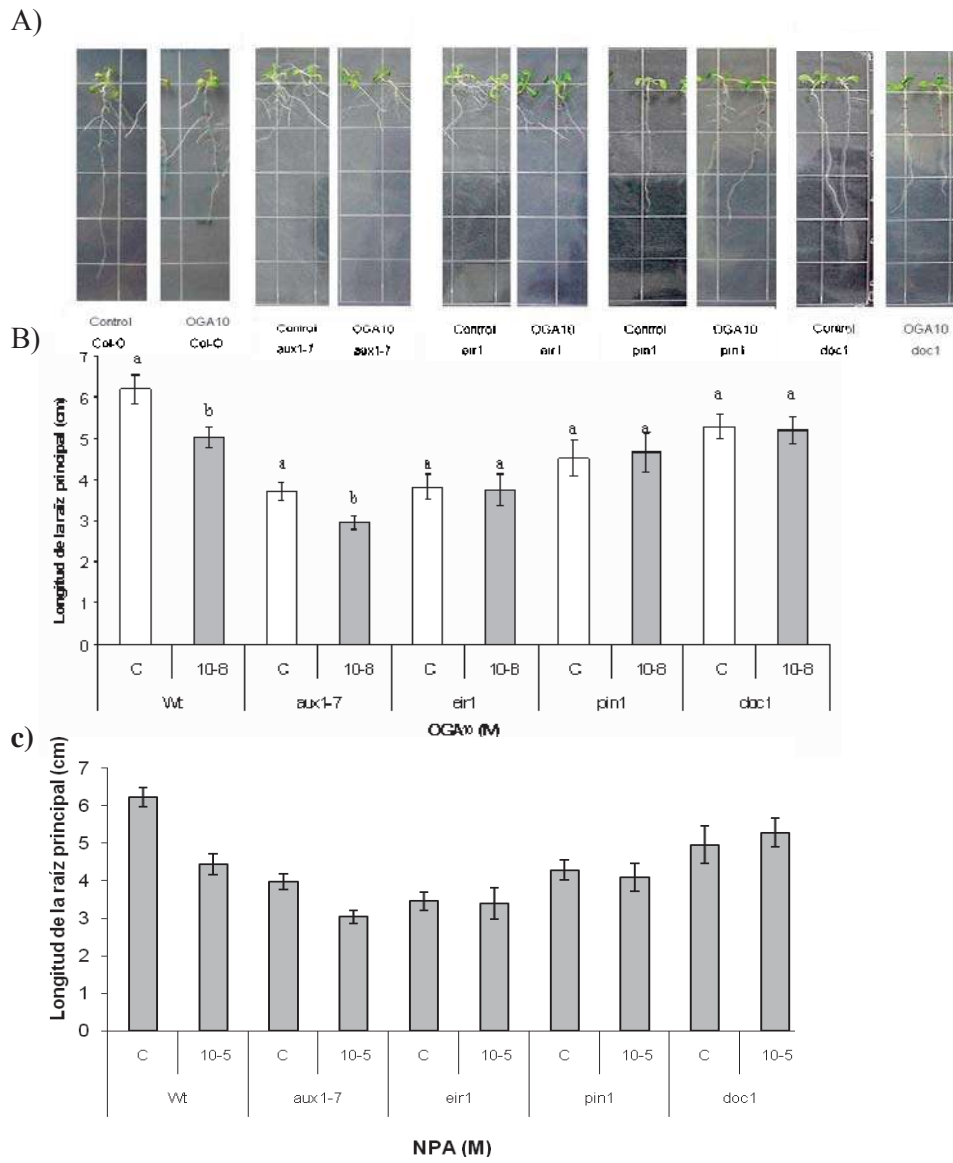 A)
Control OGA10 Control OGA10 Control OGA10 Control OGA10 Control OGA10
Col-0 Col-0 aux1-7 aux1-7 eir1 eir1 pin1 pin1 doc1 doc1
B)
Longitud de la raíz principal (cm)
7
6
5
4
3
2
1
0
a
b
a
b
a
a
a
a
a
a
C 10-8 C 10-8 C 10-8 C 10-8 C 10-8
Wt aux1-7 eir1 pin1 doc1
OGA10 (M)
c)
Longitud de la raíz principal (cm)
7
6
5
4
3
2
1
0
C 10-5 C 10-5 C 10-5 C 10-5 C 10-5
Wt aux1-7 eir1 pin1 doc1
NPA (M)